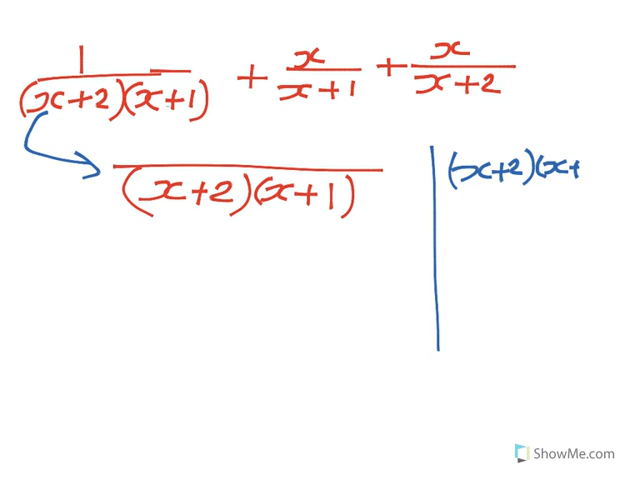 1/((x+2)(x+1)) + x/(x+1) + x/(x+2)
/((x+2)(x+1))
(x+2)(x+
ShowMe.com